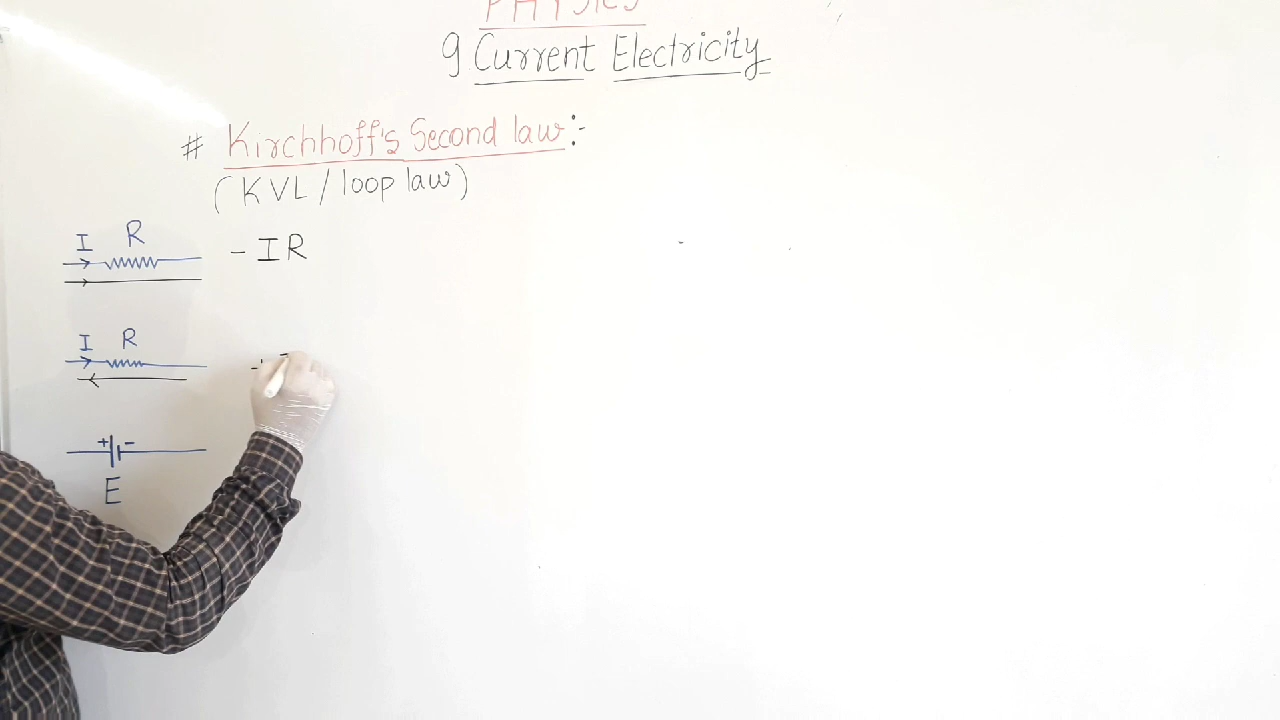 PHYSICS
9 Current Electricity
# Kirchhoff's Second law :-
(KVL / loop law)
I R - IR
I R
+ -
E